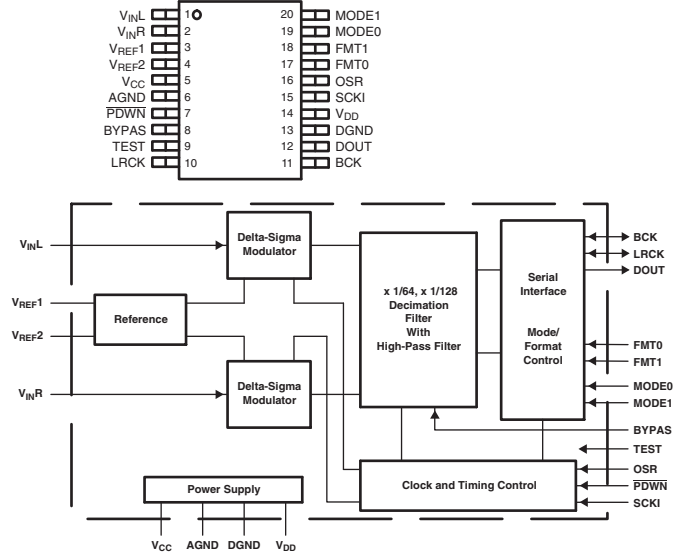 VINL 1 20 MODE1
VINR 2 19 MODE0
VREF1 3 18 FMT1
VREF2 4 17 FMT0
VCC 5 16 OSR
AGND 6 15 SCKI
PDWN 7 14 VDD
BYPAS 8 13 DGND
TEST 9 12 DOUT
LRCK 10 11 BCK
VINL
Delta-Sigma
Modulator
VREF1
Reference
VREF2
Delta-Sigma
Modulator
VINR
x 1/64, x 1/128
Decimation
Filter
With
High-Pass Filter
Serial
Interface
Mode/
Format
Control
BCK
LRCK
DOUT
FMT0
FMT1
MODE0
MODE1
BYPAS
TEST
OSR
PDWN
SCKI
Clock and Timing Control
Power Supply
VCC AGND DGND VDD